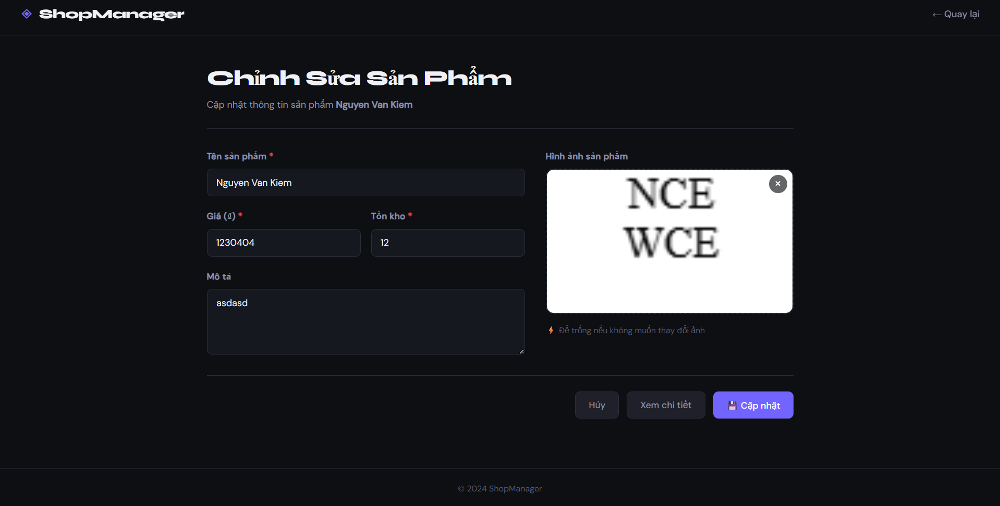 ShopManager
← Quay lại
Chỉnh Sửa Sản Phẩm
Cập nhật thông tin sản phẩm Nguyen Van Kiem
Tên sản phẩm *
Nguyen Van Kiem
Giá (₫) *
Tồn kho *
1230404
12
Mô tả
asdasd
Hình ảnh sản phẩm
NCE
WCE
Để trống nếu không muốn thay đổi ảnh
Hủy
Xem chi tiết
Cập nhật
© 2024 ShopManager